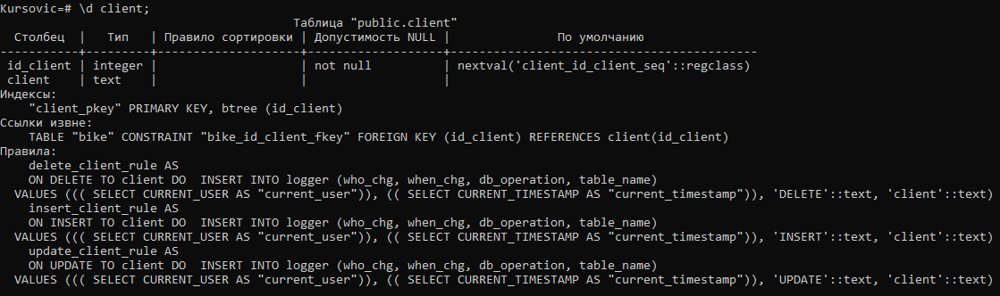 Kursovic=# \d client;
Таблица "public.client"
Столбец | Тип | Правило сортировки | Допустимость NULL | По умолчанию
-----------+---------+--------------------+-------------------+-------------------------------------------
id_client | integer | | not null | nextval('client_id_client_seq'::regclass)
client | text | | |
Индексы:
"client_pkey" PRIMARY KEY, btree (id_client)
Ссылки извне:
TABLE "bike" CONSTRAINT "bike_id_client_fkey" FOREIGN KEY (id_client) REFERENCES client(id_client)
Правила:
delete_client_rule AS
ON DELETE TO client DO  INSERT INTO logger (who_chg, when_chg, db_operation, table_name)
VALUES ((( SELECT CURRENT_USER AS "current_user")), (( SELECT CURRENT_TIMESTAMP AS "current_timestamp")), 'DELETE'::text, 'client'::text)
insert_client_rule AS
ON INSERT TO client DO  INSERT INTO logger (who_chg, when_chg, db_operation, table_name)
VALUES ((( SELECT CURRENT_USER AS "current_user")), (( SELECT CURRENT_TIMESTAMP AS "current_timestamp")), 'INSERT'::text, 'client'::text)
update_client_rule AS
ON UPDATE TO client DO  INSERT INTO logger (who_chg, when_chg, db_operation, table_name)
VALUES ((( SELECT CURRENT_USER AS "current_user")), (( SELECT CURRENT_TIMESTAMP AS "current_timestamp")), 'UPDATE'::text, 'client'::text)